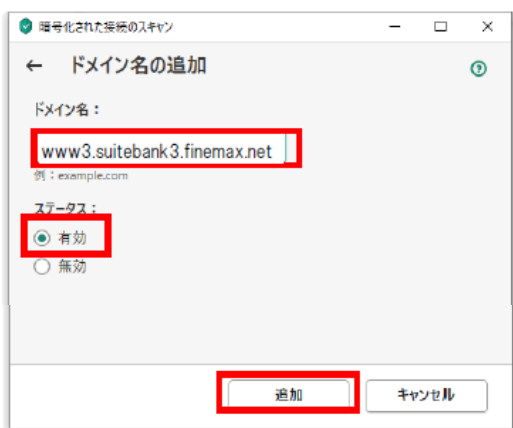 暗号化された接続のスキャン
← ドメイン名の追加
ドメイン名：
www3.suitebank3.finemax.net
例：example.com
ステータス：
有効
無効
追加 キャンセル